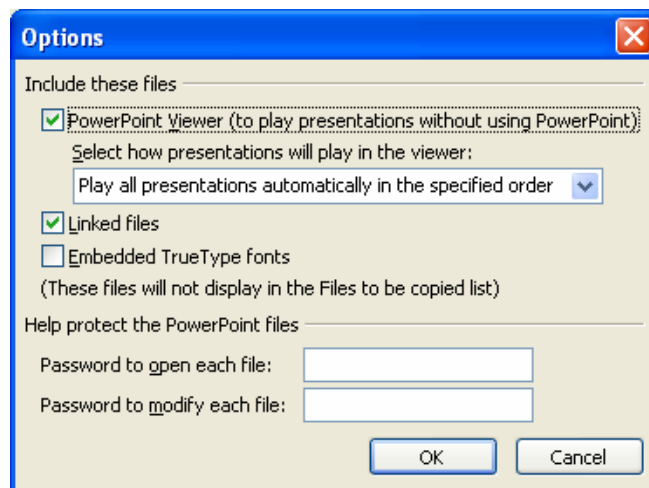 Options
Include these files
PowerPoint Viewer (to play presentations without using PowerPoint)
Select how presentations will play in the viewer:
Play all presentations automatically in the specified order
Linked files
Embedded TrueType fonts
(These files will not display in the Files to be copied list)
Help protect the PowerPoint files
Password to open each file:
Password to modify each file:
OK Cancel